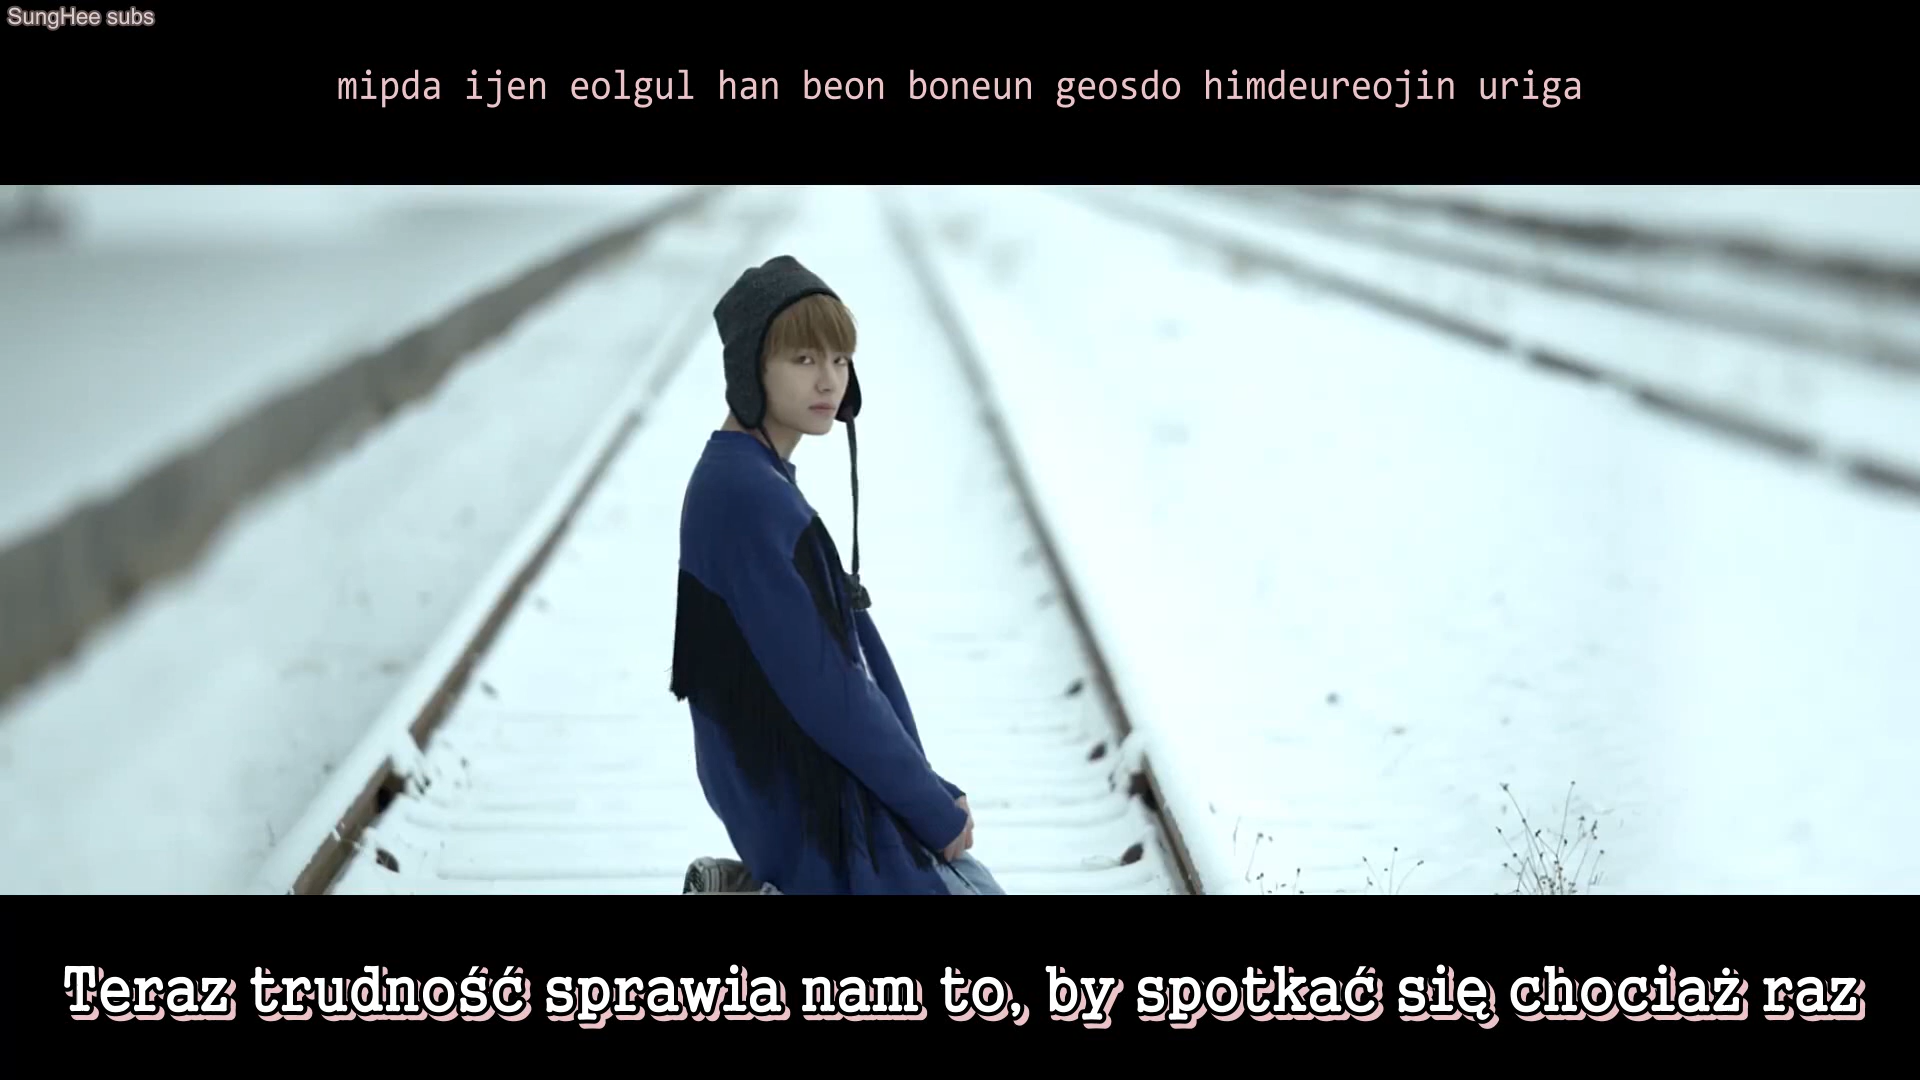 SungHee subs
mipda ijen eolgul han beon boneun geosdo himdeureojin uriga
Teraz trudność sprawia nam to, by spotkać się chociaż raz